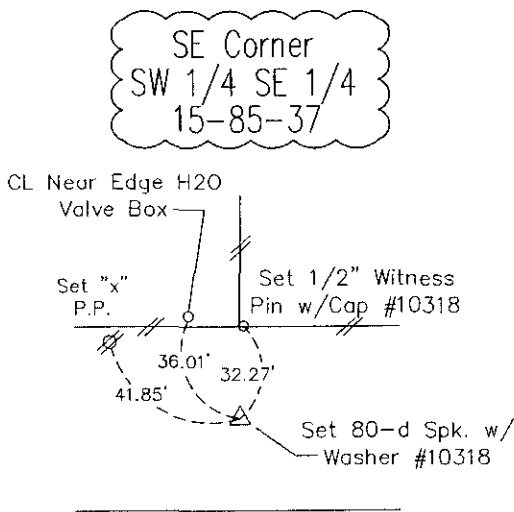 SE Corner
SW 1/4 SE 1/4
15-85-37
CL Near Edge H2O
Valve Box
Set "x"
P.P.
Set 1/2" Witness
Pin w/Cap #10318
36.01'
32.27'
41.85'
Set 80-d Spk. w/
Washer #10318